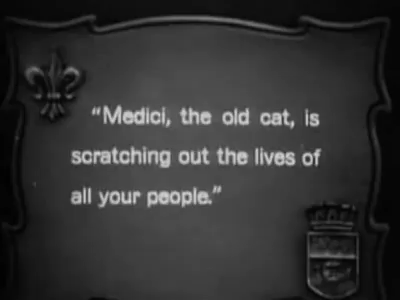 "Medici, the old cat, is
scratching out the lives of
all your people."